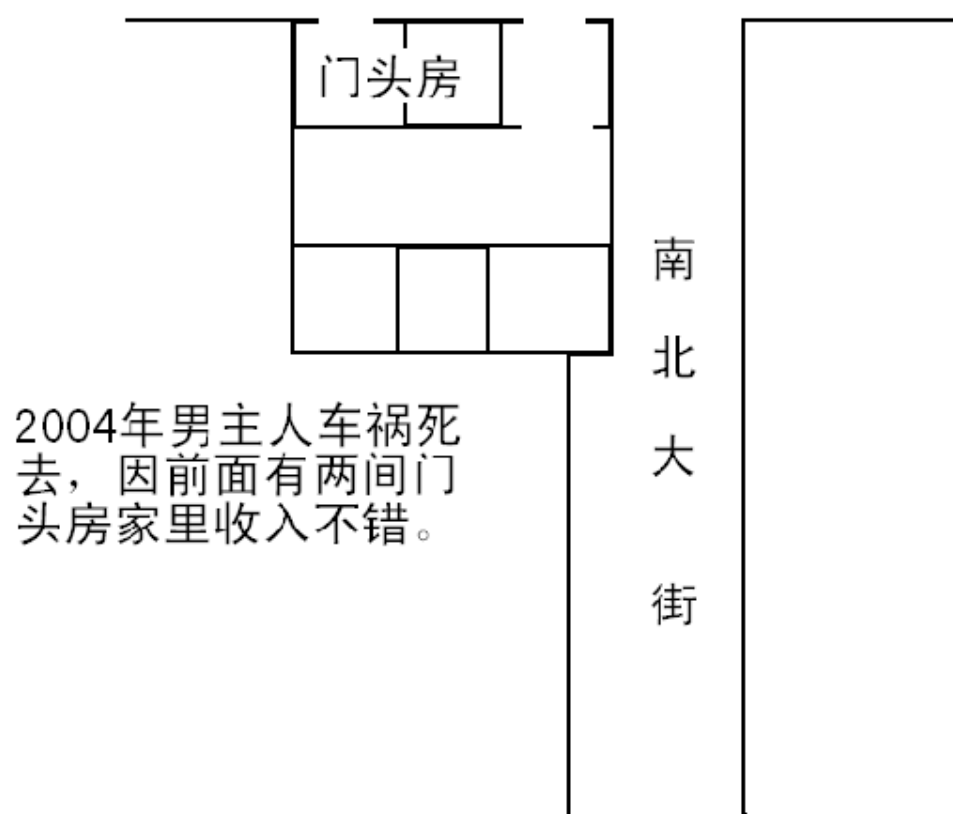 门头房
南
北
大
街
2004年男主人车祸死
去，因前面有两间门
头房家里收入不错。